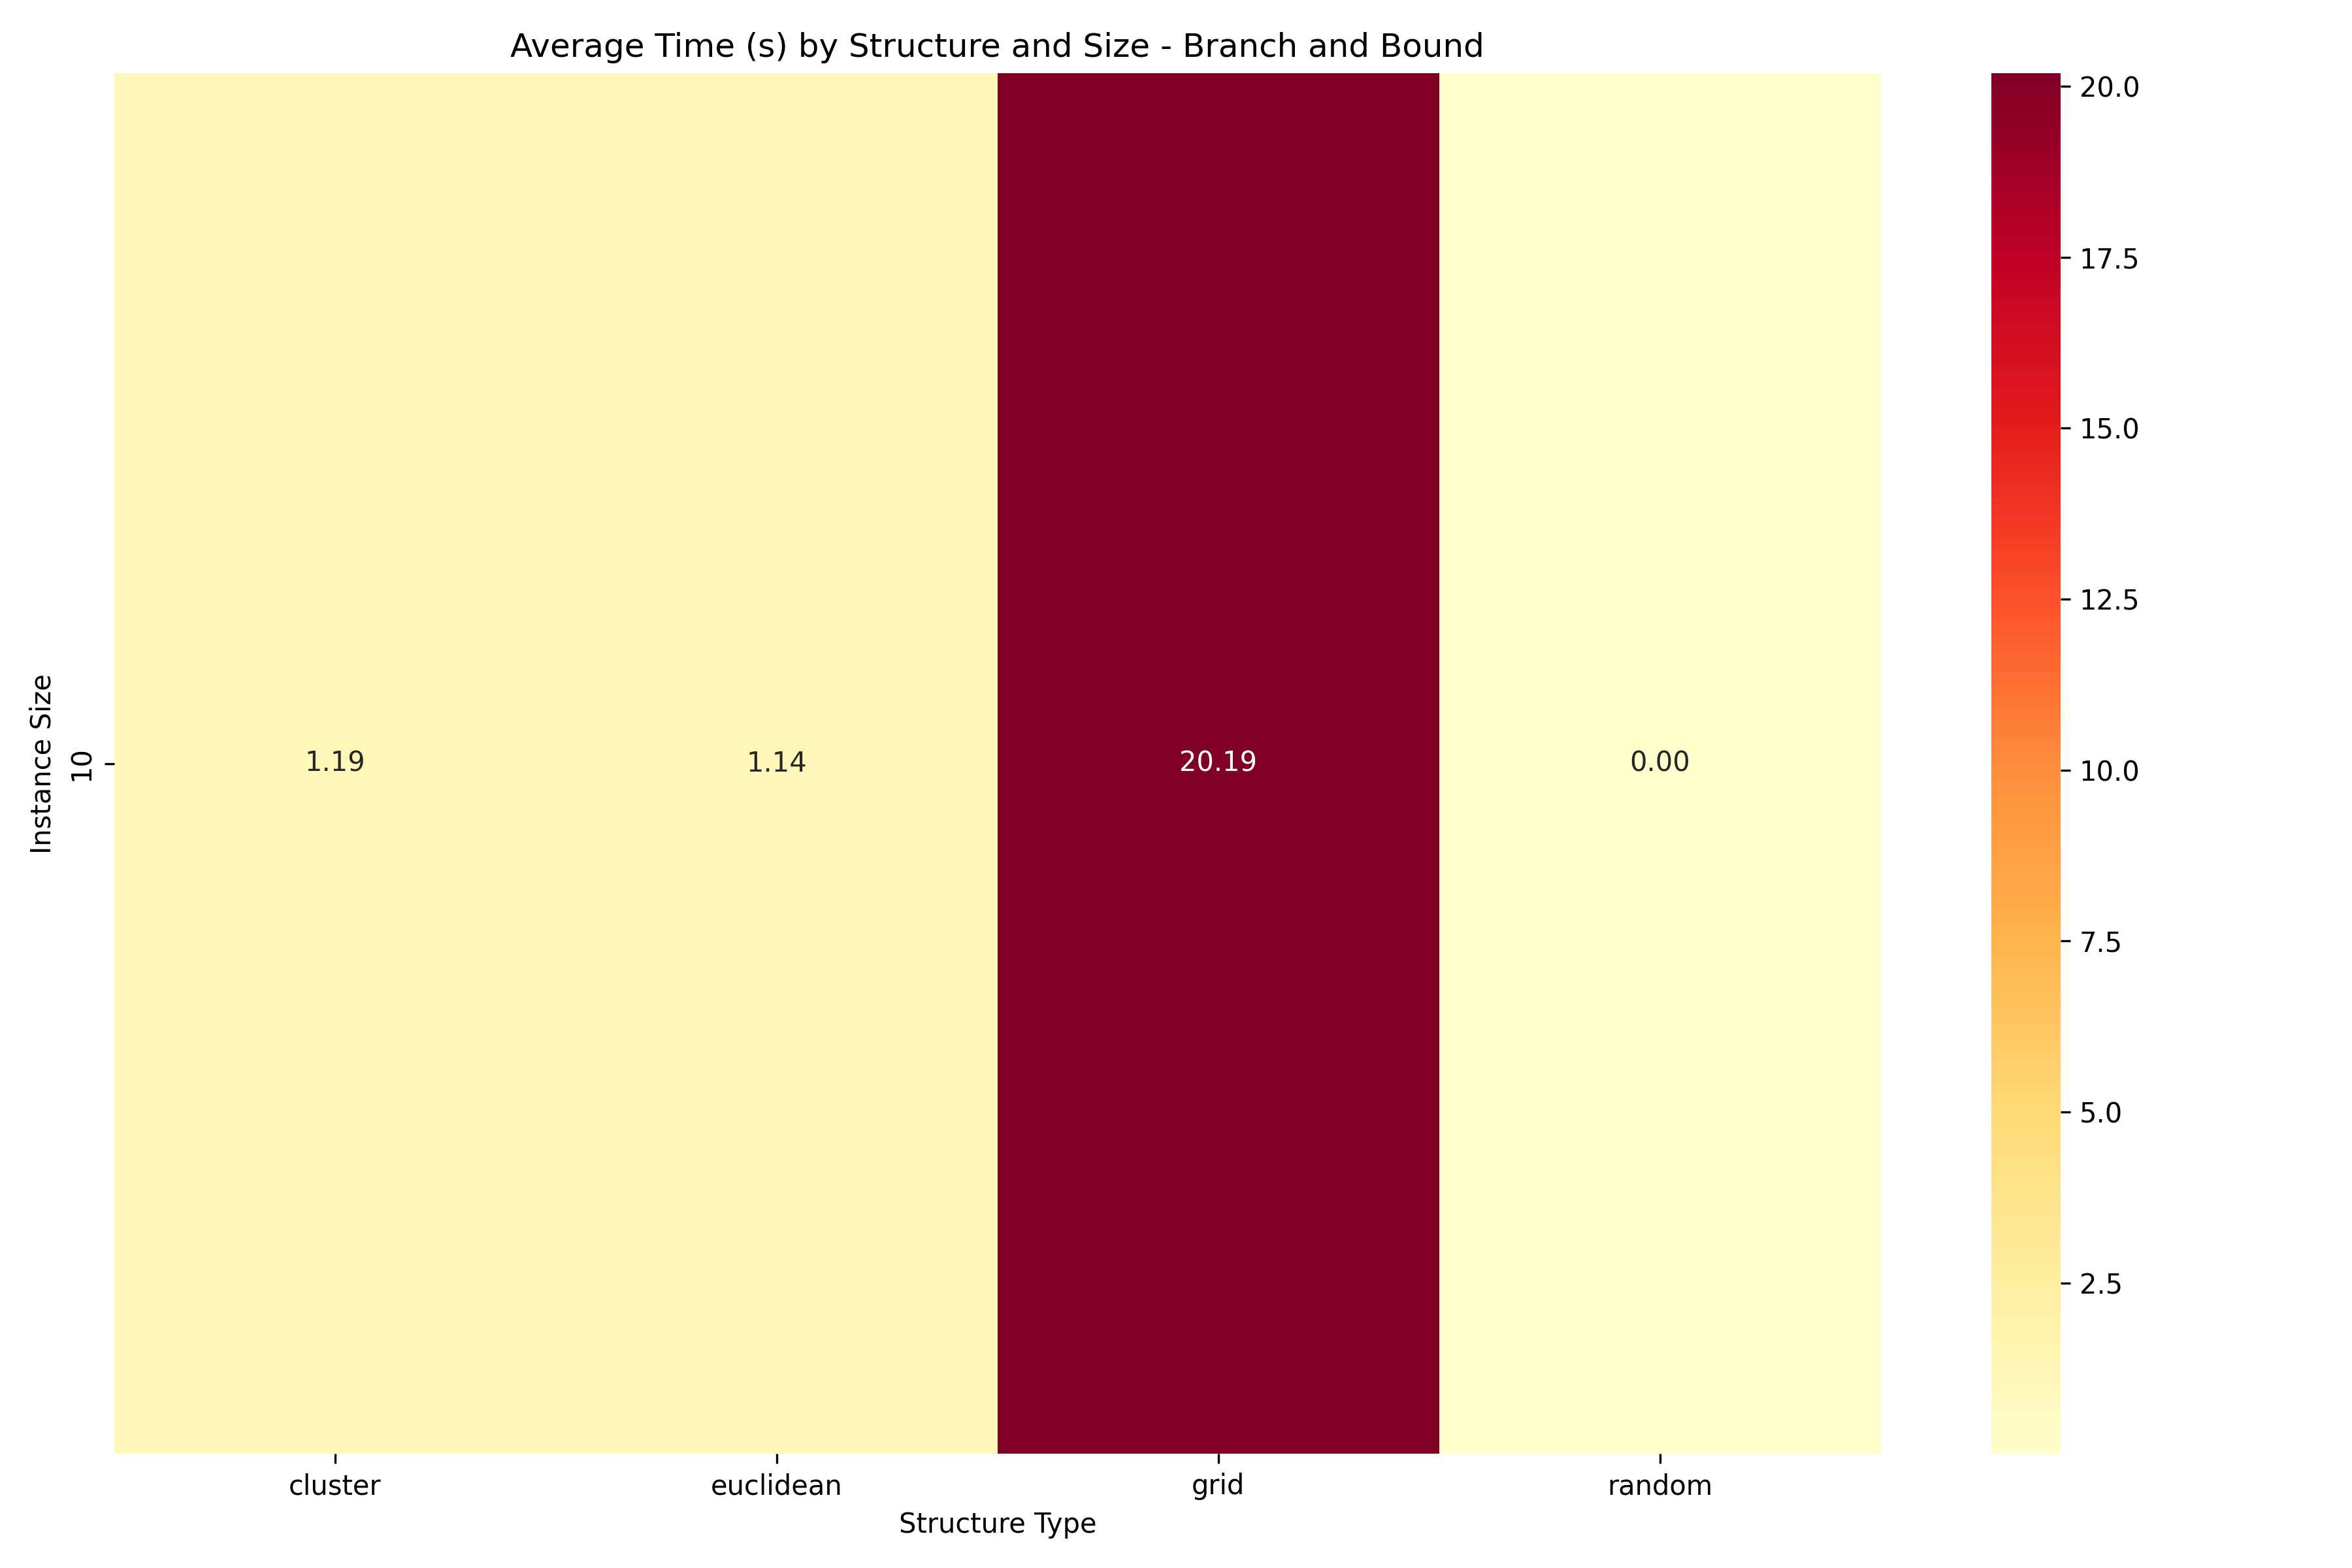 Average Time (s) by Structure and Size - Branch and Bound
Instance Size
10
1.19 1.14 20.19 0.00
cluster euclidean grid random
Structure Type
20.0
17.5
15.0
12.5
10.0
7.5
5.0
2.5